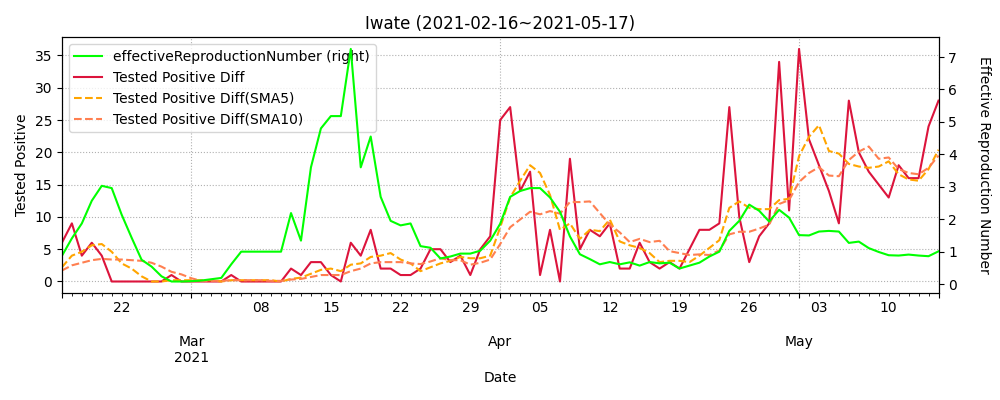 Iwate (2021-02-16~2021-05-17)
effectiveReproductionNumber (right)
Tested Positive Diff
Tested Positive Diff(SMA5)
Tested Positive Diff(SMA10)
Tested Positive
35
30
25
20
15
10
5
0
7
6
5
4
3
2
1
0
Effective Reproduction Number
22 08 15 22 29 05 12 19 26 03 10
Mar Apr May
2021
Date